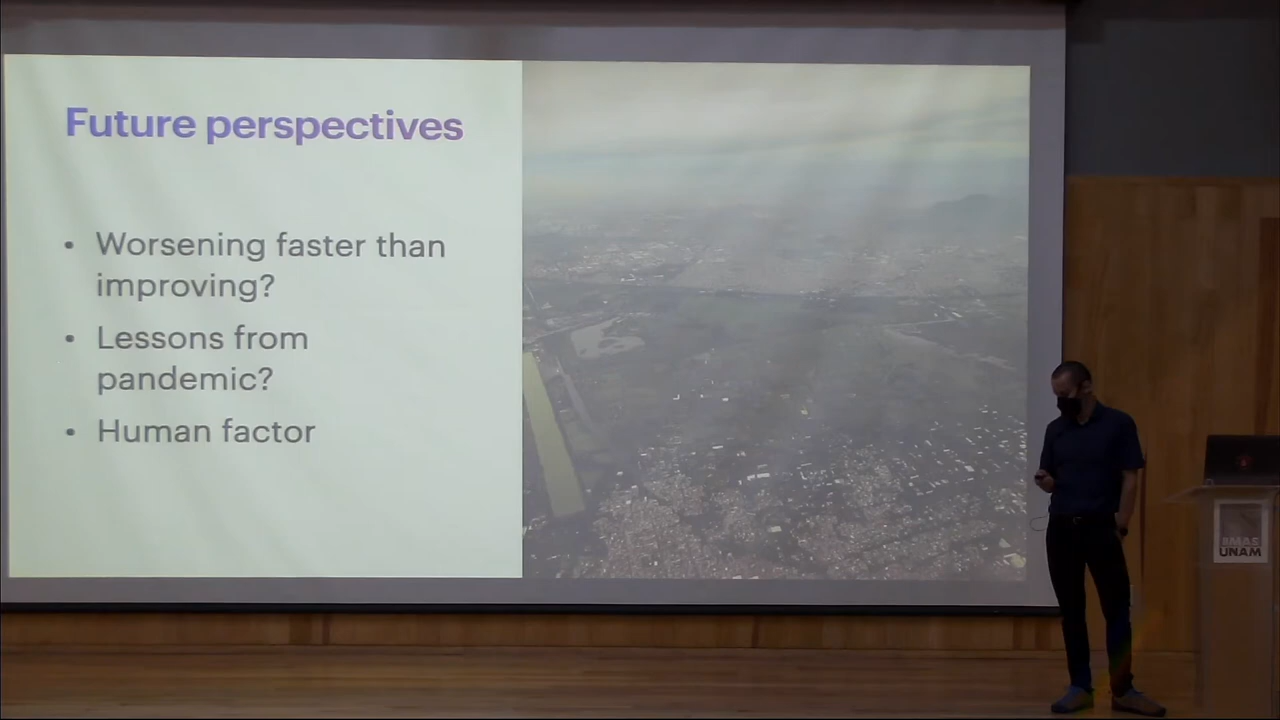 Future perspectives
• Worsening faster than
improving?
• Lessons from
pandemic?
• Human factor
IIMAS
UNAM